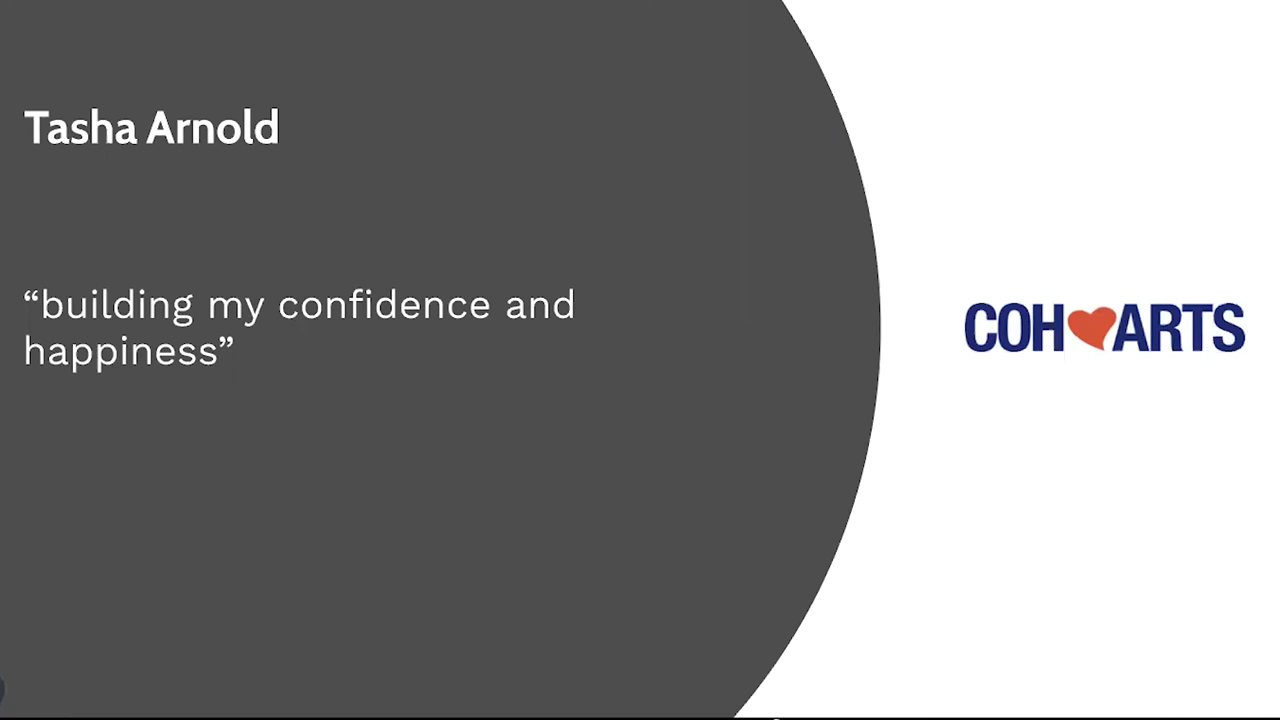 Tasha Arnold
“building my confidence and
happiness”
COH ARTS